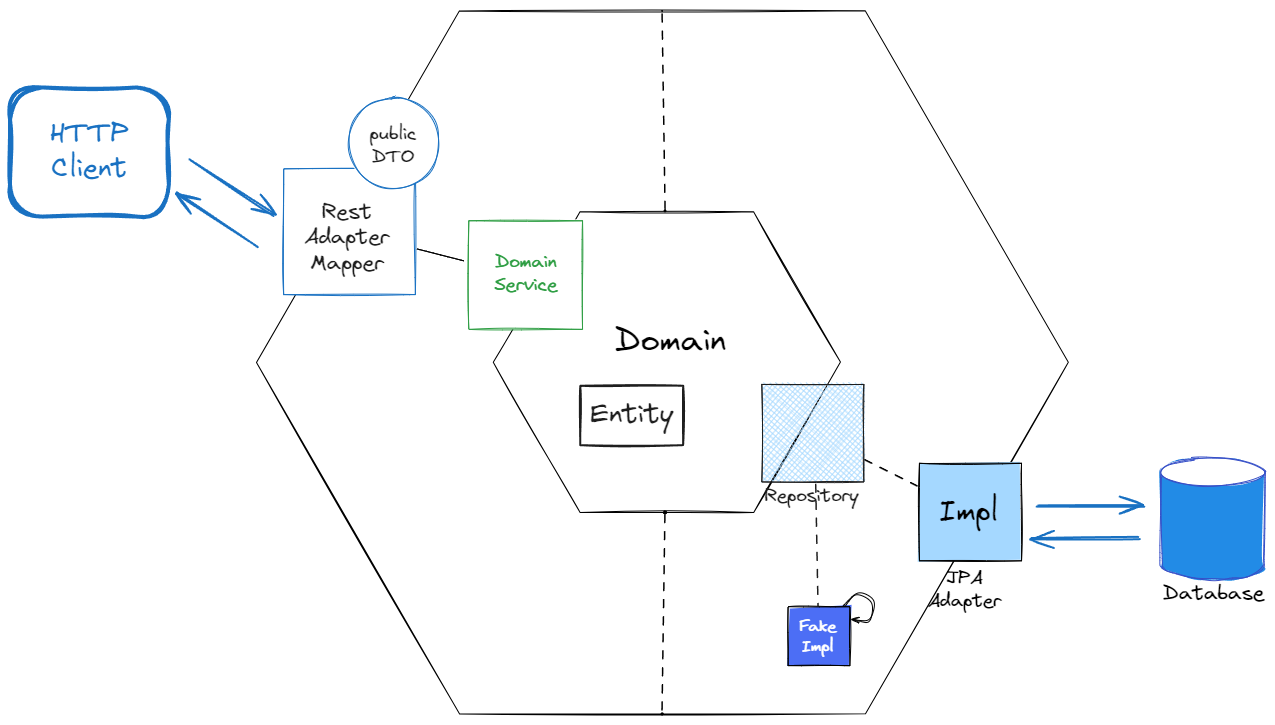 HTTP
Client
public
DTO
Rest
Adapter
Mapper
Domain
Service
Domain
Entity
Repository
Impl
JPA
Adapter
Database
Fake
Impl